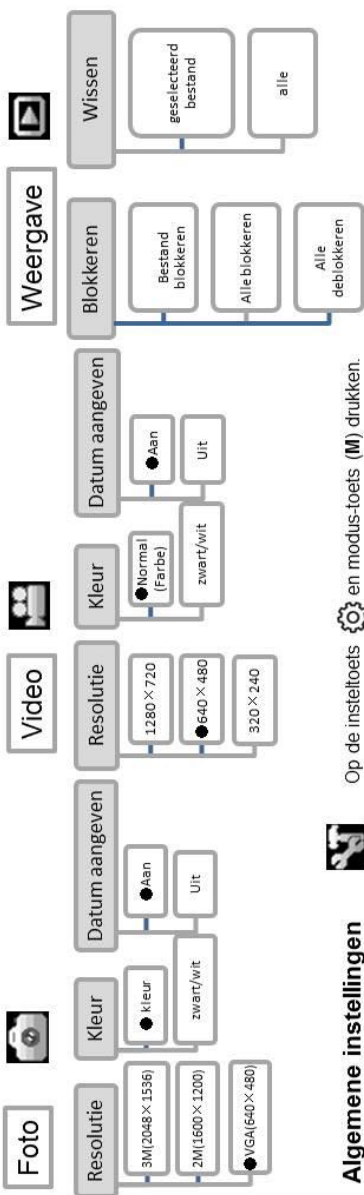 Foto
Resolutie
3M(2048×1536)
2M(1600×1200)
●VGA(640×480)
Kleur
● kleur
zwart/wit
Datum aangeven
●Aan
Uit
Video
Resolutie
1280×720
●640×480
320×240
Kleur
●Normal
(Farbe)
zwart/wit
Datum aangeven
●Aan
Uit
Weergave
Blokkeren
Bestand
blokkeren
Alle blokkeren
Alle
deblokkeren
Wissen
geselecteerd
bestand
alle
Algemene instellingen
Op de insteltoets en modus-toets (M) drukken.